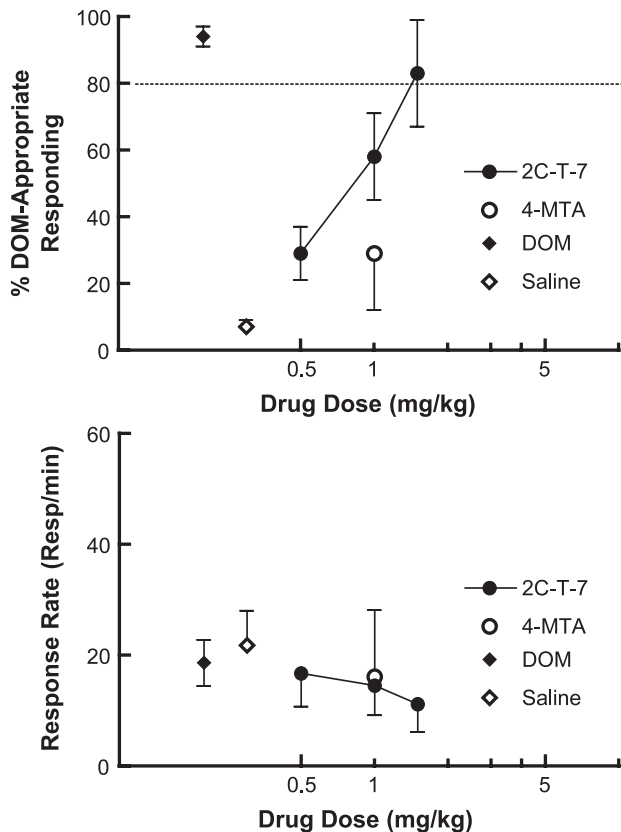 100
80
60
40
20
0
% DOM-Appropriate
Responding
2C-T-7
4-MTA
DOM
Saline
0.5 1 5
Drug Dose (mg/kg)
60
40
20
0
Response Rate (Resp/min)
2C-T-7
4-MTA
DOM
Saline
0.5 1 5
Drug Dose (mg/kg)